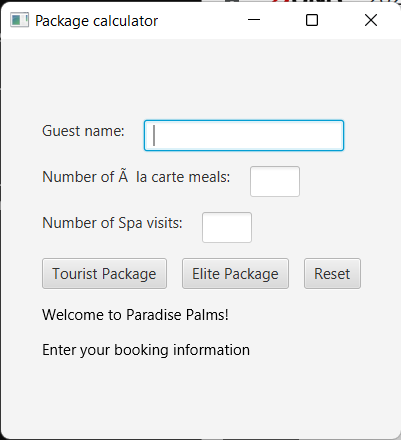 Package calculator
Guest name:
Number of Ã  la carte meals:
Number of Spa visits:
Tourist Package Elite Package Reset
Welcome to Paradise Palms!
Enter your booking information